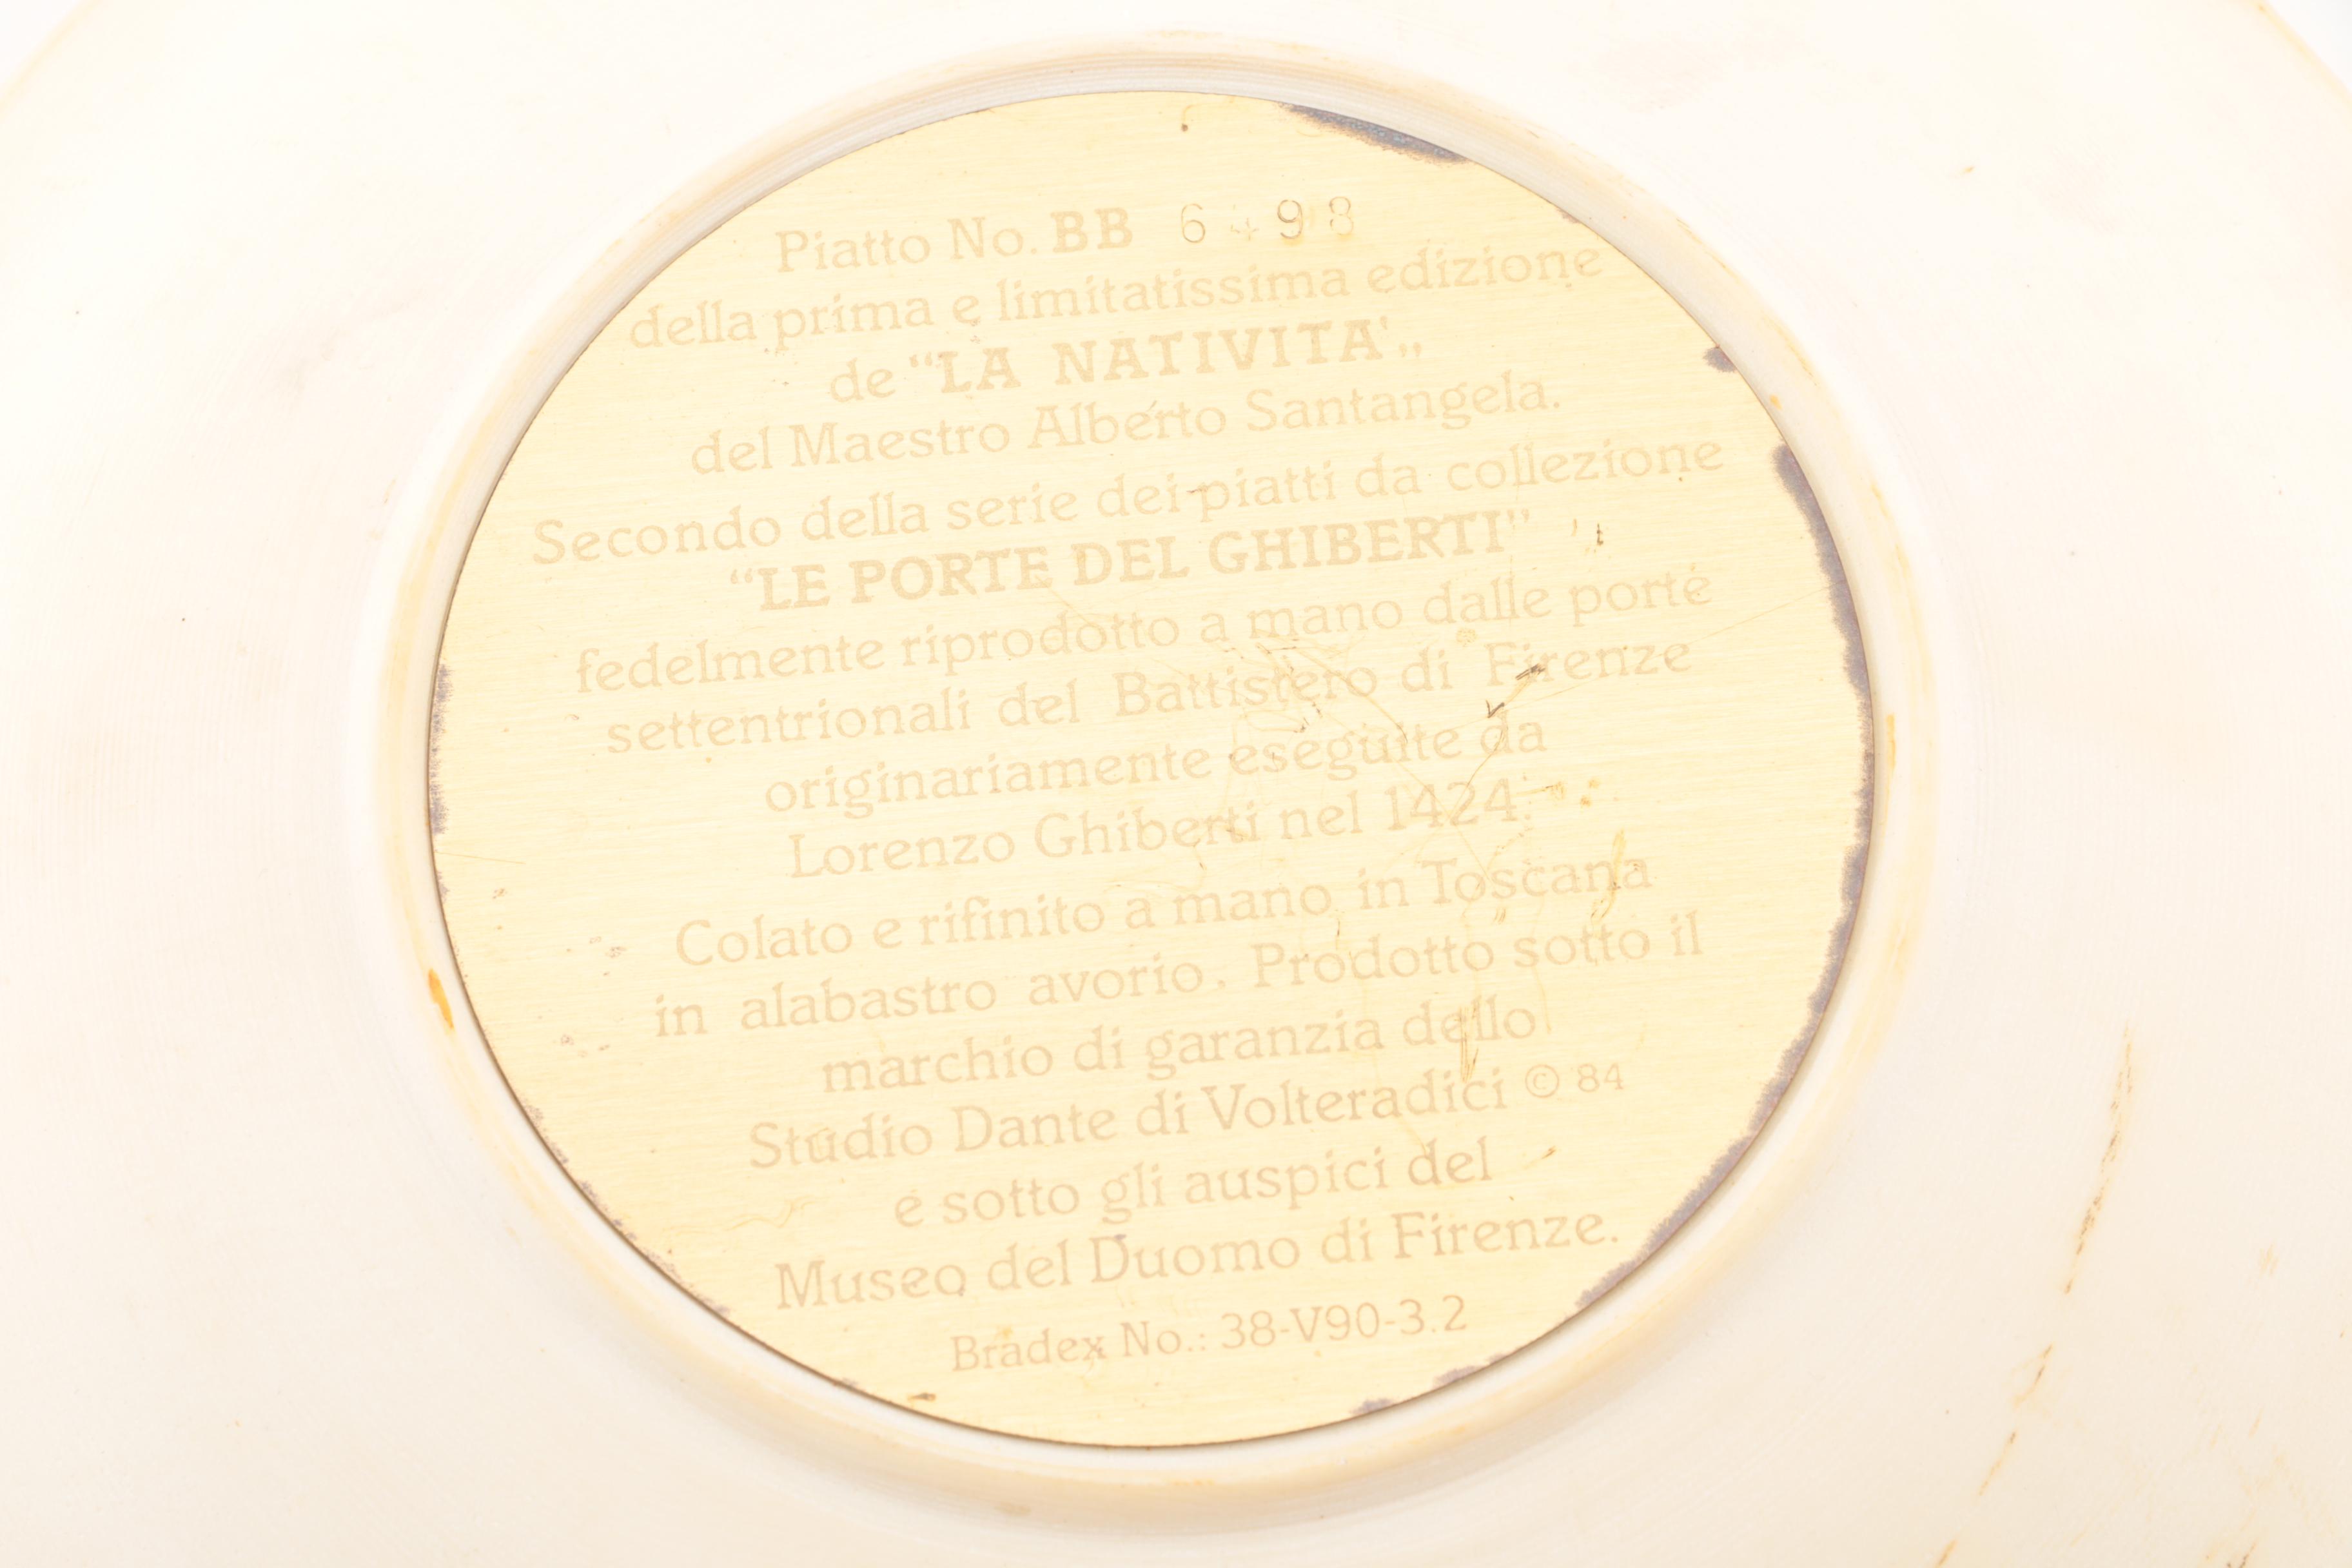 Piatto No. BB 6498
della prima e limitatissima edizione
de “LA NATIVITA'„
del Maestro Alberto Santangela.
Secondo della serie dei piatti da collezione
“LE PORTE DEL GHIBERTI”
fedelmente riprodotto a mano dalle porte
settentrionali del Battistero di Firenze
originariamente eseguite da
Lorenzo Ghiberti nel 1424.
Colato e rifinito a mano in Toscana
in alabastro avorio. Prodotto sotto il
marchio di garanzia dello
Studio Dante di Volteradici © 84
e sotto gli auspici del
Museo del Duomo di Firenze.
Bradex No.: 38-V90-3.2